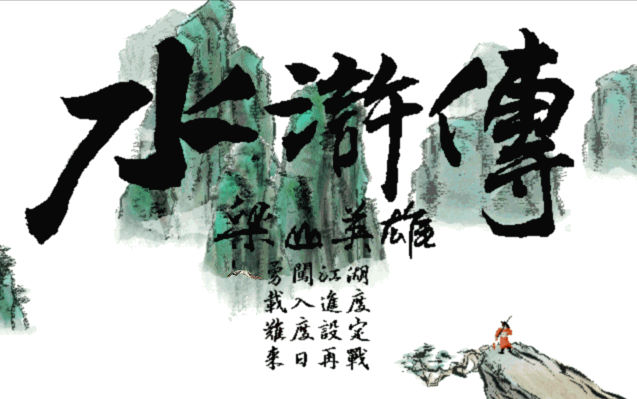 水滸傳
梁山英雄
勇闖江湖
載入進度
難度設定
來日再戰